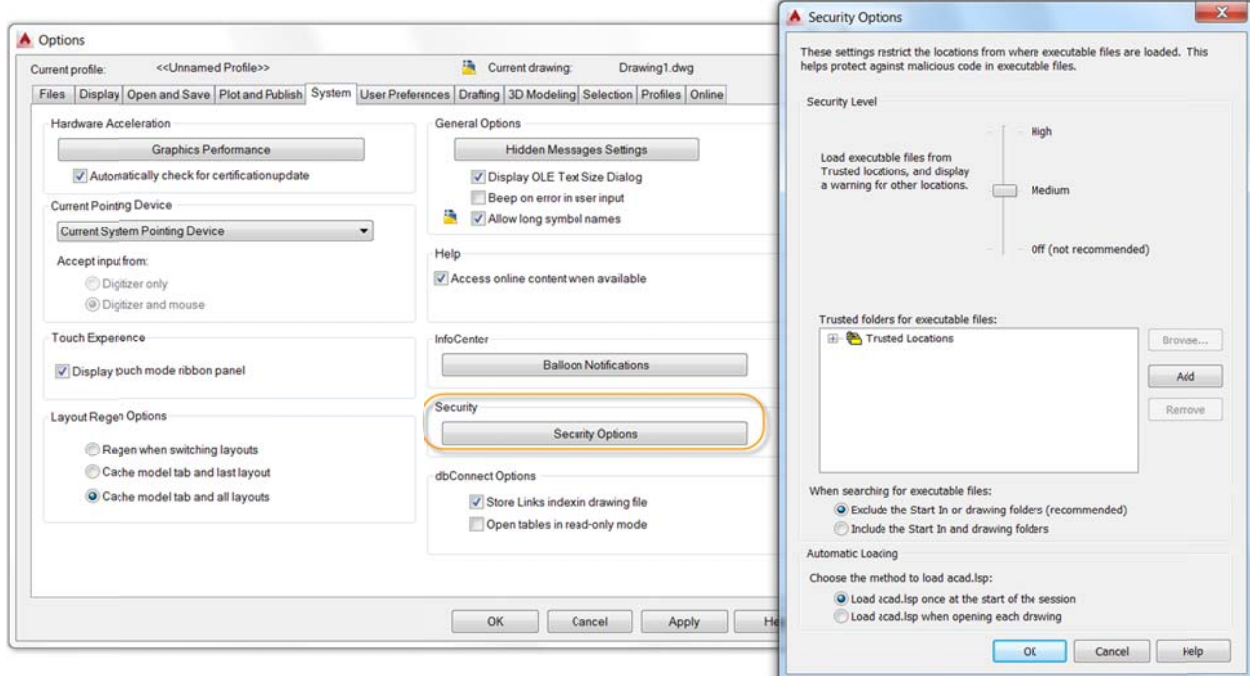 Options
Current profile: <<Unnamed Profile>> Current drawing: Drawing1.dwg
Files Display Open and Save Plot and Publish System User Preferences Drafting 3D Modeling Selection Profiles Online
Hardware Acceleration
Graphics Performance
Automatically check for certification update
Current Pointing Device
Current System Pointing Device
Accept input from:
Digitizer only
Digitizer and mouse
Touch Experience
Display touch mode ribbon panel
Layout Regen Options
Regen when switching layouts
Cache model tab and last layout
Cache model tab and all layouts
General Options
Hidden Messages Settings
Display OLE Text Size Dialog
Beep on error in user input
Allow long symbol names
Help
Access online content when available
InfoCenter
Balloon Notifications
Security
Security Options
dbConnect Options
Store Links index in drawing file
Open tables in read-only mode
OK Cancel Apply He
Security Options
These settings restrict the locations from where executable files are loaded. This
helps protect against malicious code in executable files.
Security Level
Load executable files from
Trusted locations, and display
a warning for other locations.
High
Medium
Off (not recommended)
Trusted folders for executable files:
Trusted Locations
Browse...
Add
Remove
When searching for executable files:
Exclude the Start In or drawing folders (recommended)
Include the Start In and drawing folders
Automatic Loading
Choose the method to load acad.lsp:
Load acad.lsp once at the start of the session
Load acad.lsp when opening each drawing
OK Cancel Help